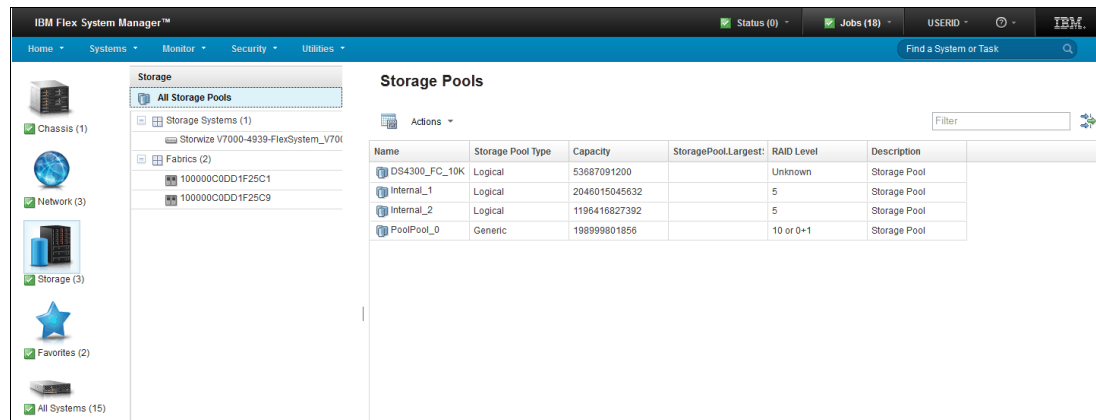 IBM Flex System Manager™ Status (0) Jobs (18) USERID ? IBM.
Home Systems Monitor Security Utilities Find a System or Task
Chassis (1)
Network (3)
Storage (3)
Favorites (2)
All Systems (15)
Storage
All Storage Pools
Storage Systems (1)
Storwize V7000-4939-FlexSystem_V700
Fabrics (2)
100000C0DD1F25C1
100000C0DD1F25C9
Storage Pools
Actions Filter
Name Storage Pool Type Capacity StoragePool.Largest RAID Level Description
DS4300_FC_10K Logical 53687091200 Unknown Storage Pool
Internal_1 Logical 2046015045632 5 Storage Pool
Internal_2 Logical 1196416827392 5 Storage Pool
PoolPool_0 Generic 198999801856 10 or 0+1 Storage Pool